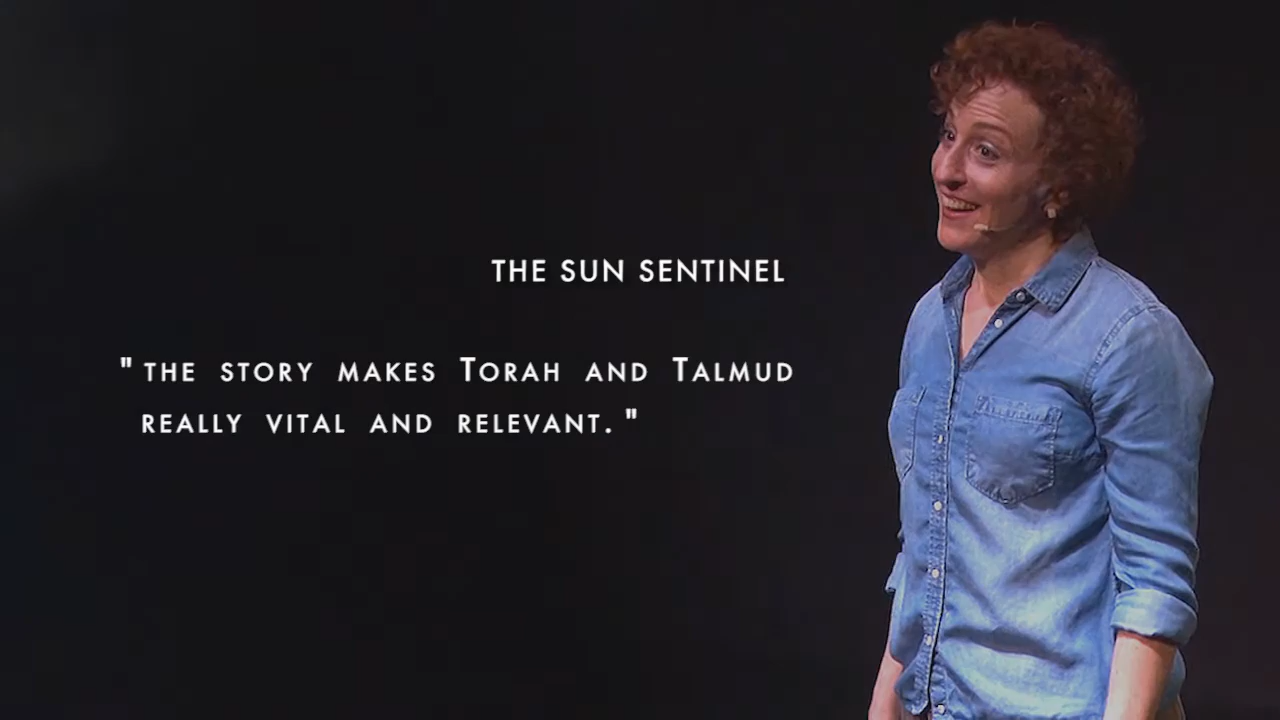 THE SUN SENTINEL
"THE STORY MAKES TORAH AND TALMUD
REALLY VITAL AND RELEVANT."